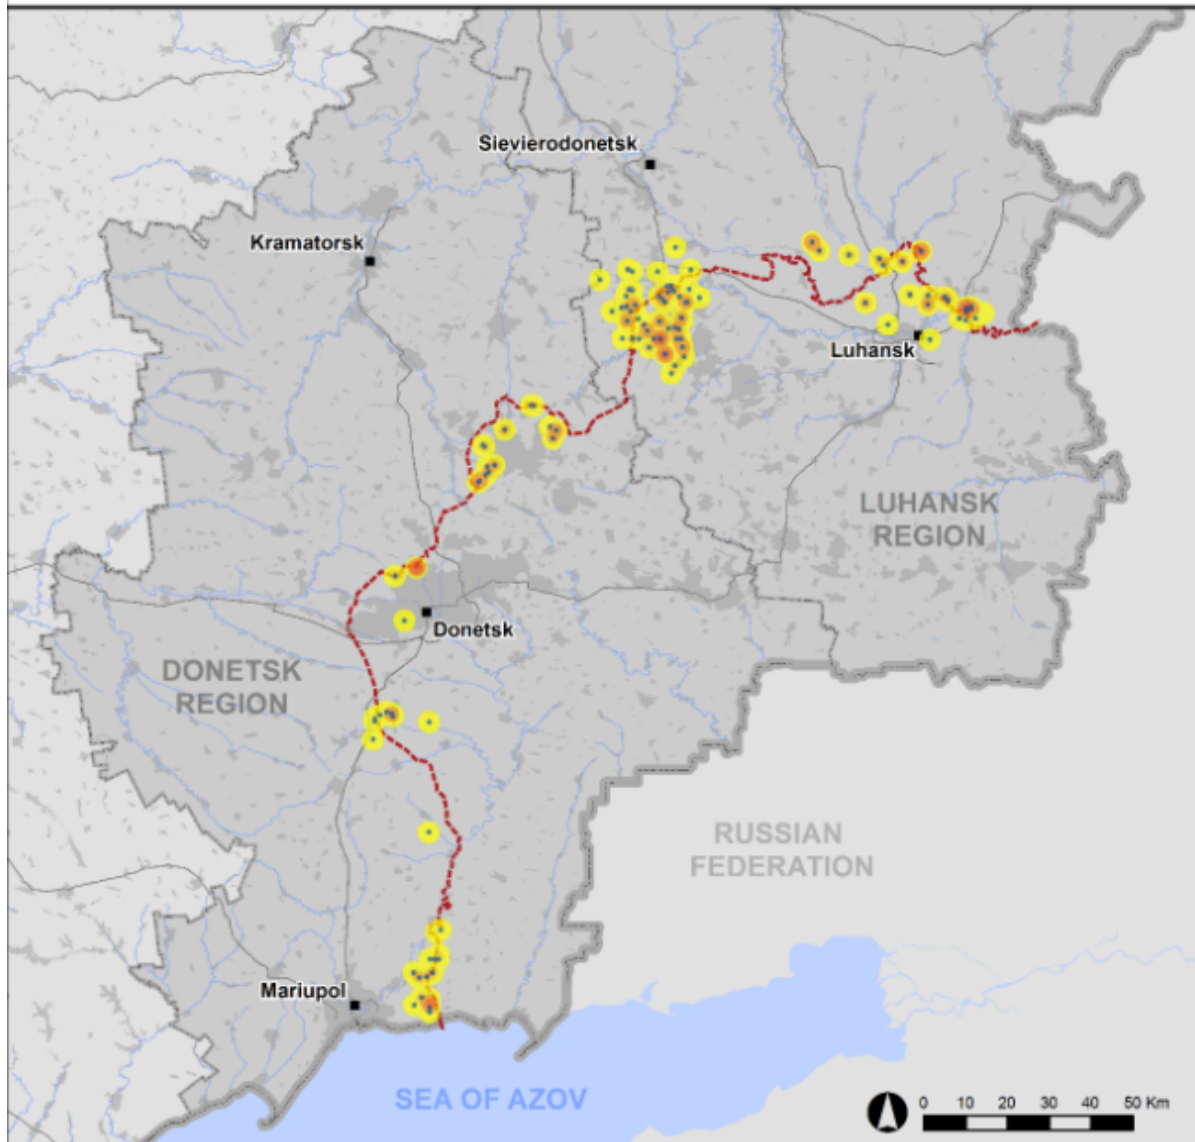 Sievierodonetsk
Kramatorsk
Luhansk
LUHANSK
REGION
Donetsk
DONETSK
REGION
RUSSIAN
FEDERATION
Mariupol
SEA OF AZOV
0 10 20 30 40 50 Km